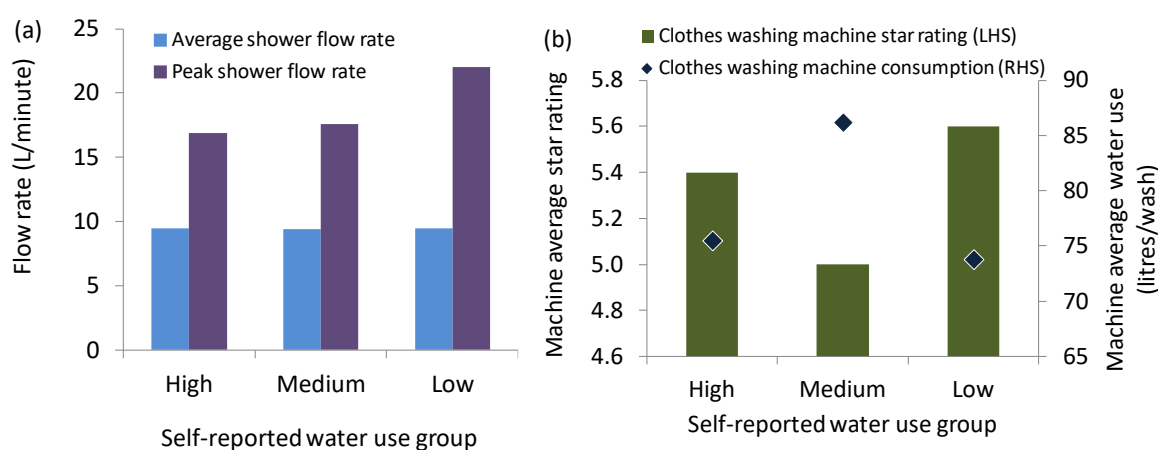 (a)
Average shower flow rate
Peak shower flow rate
Flow rate (L/minute)
25
20
15
10
5
0
High Medium Low
Self-reported water use group
(b)
Clothes washing machine star rating (LHS)
Clothes washing machine consumption (RHS)
Machine average star rating
5.8
5.6
5.4
5.2
5.0
4.8
4.6
90
85
80
75
70
65
Machine average water use
(litres/wash)
High Medium Low
Self-reported water use group